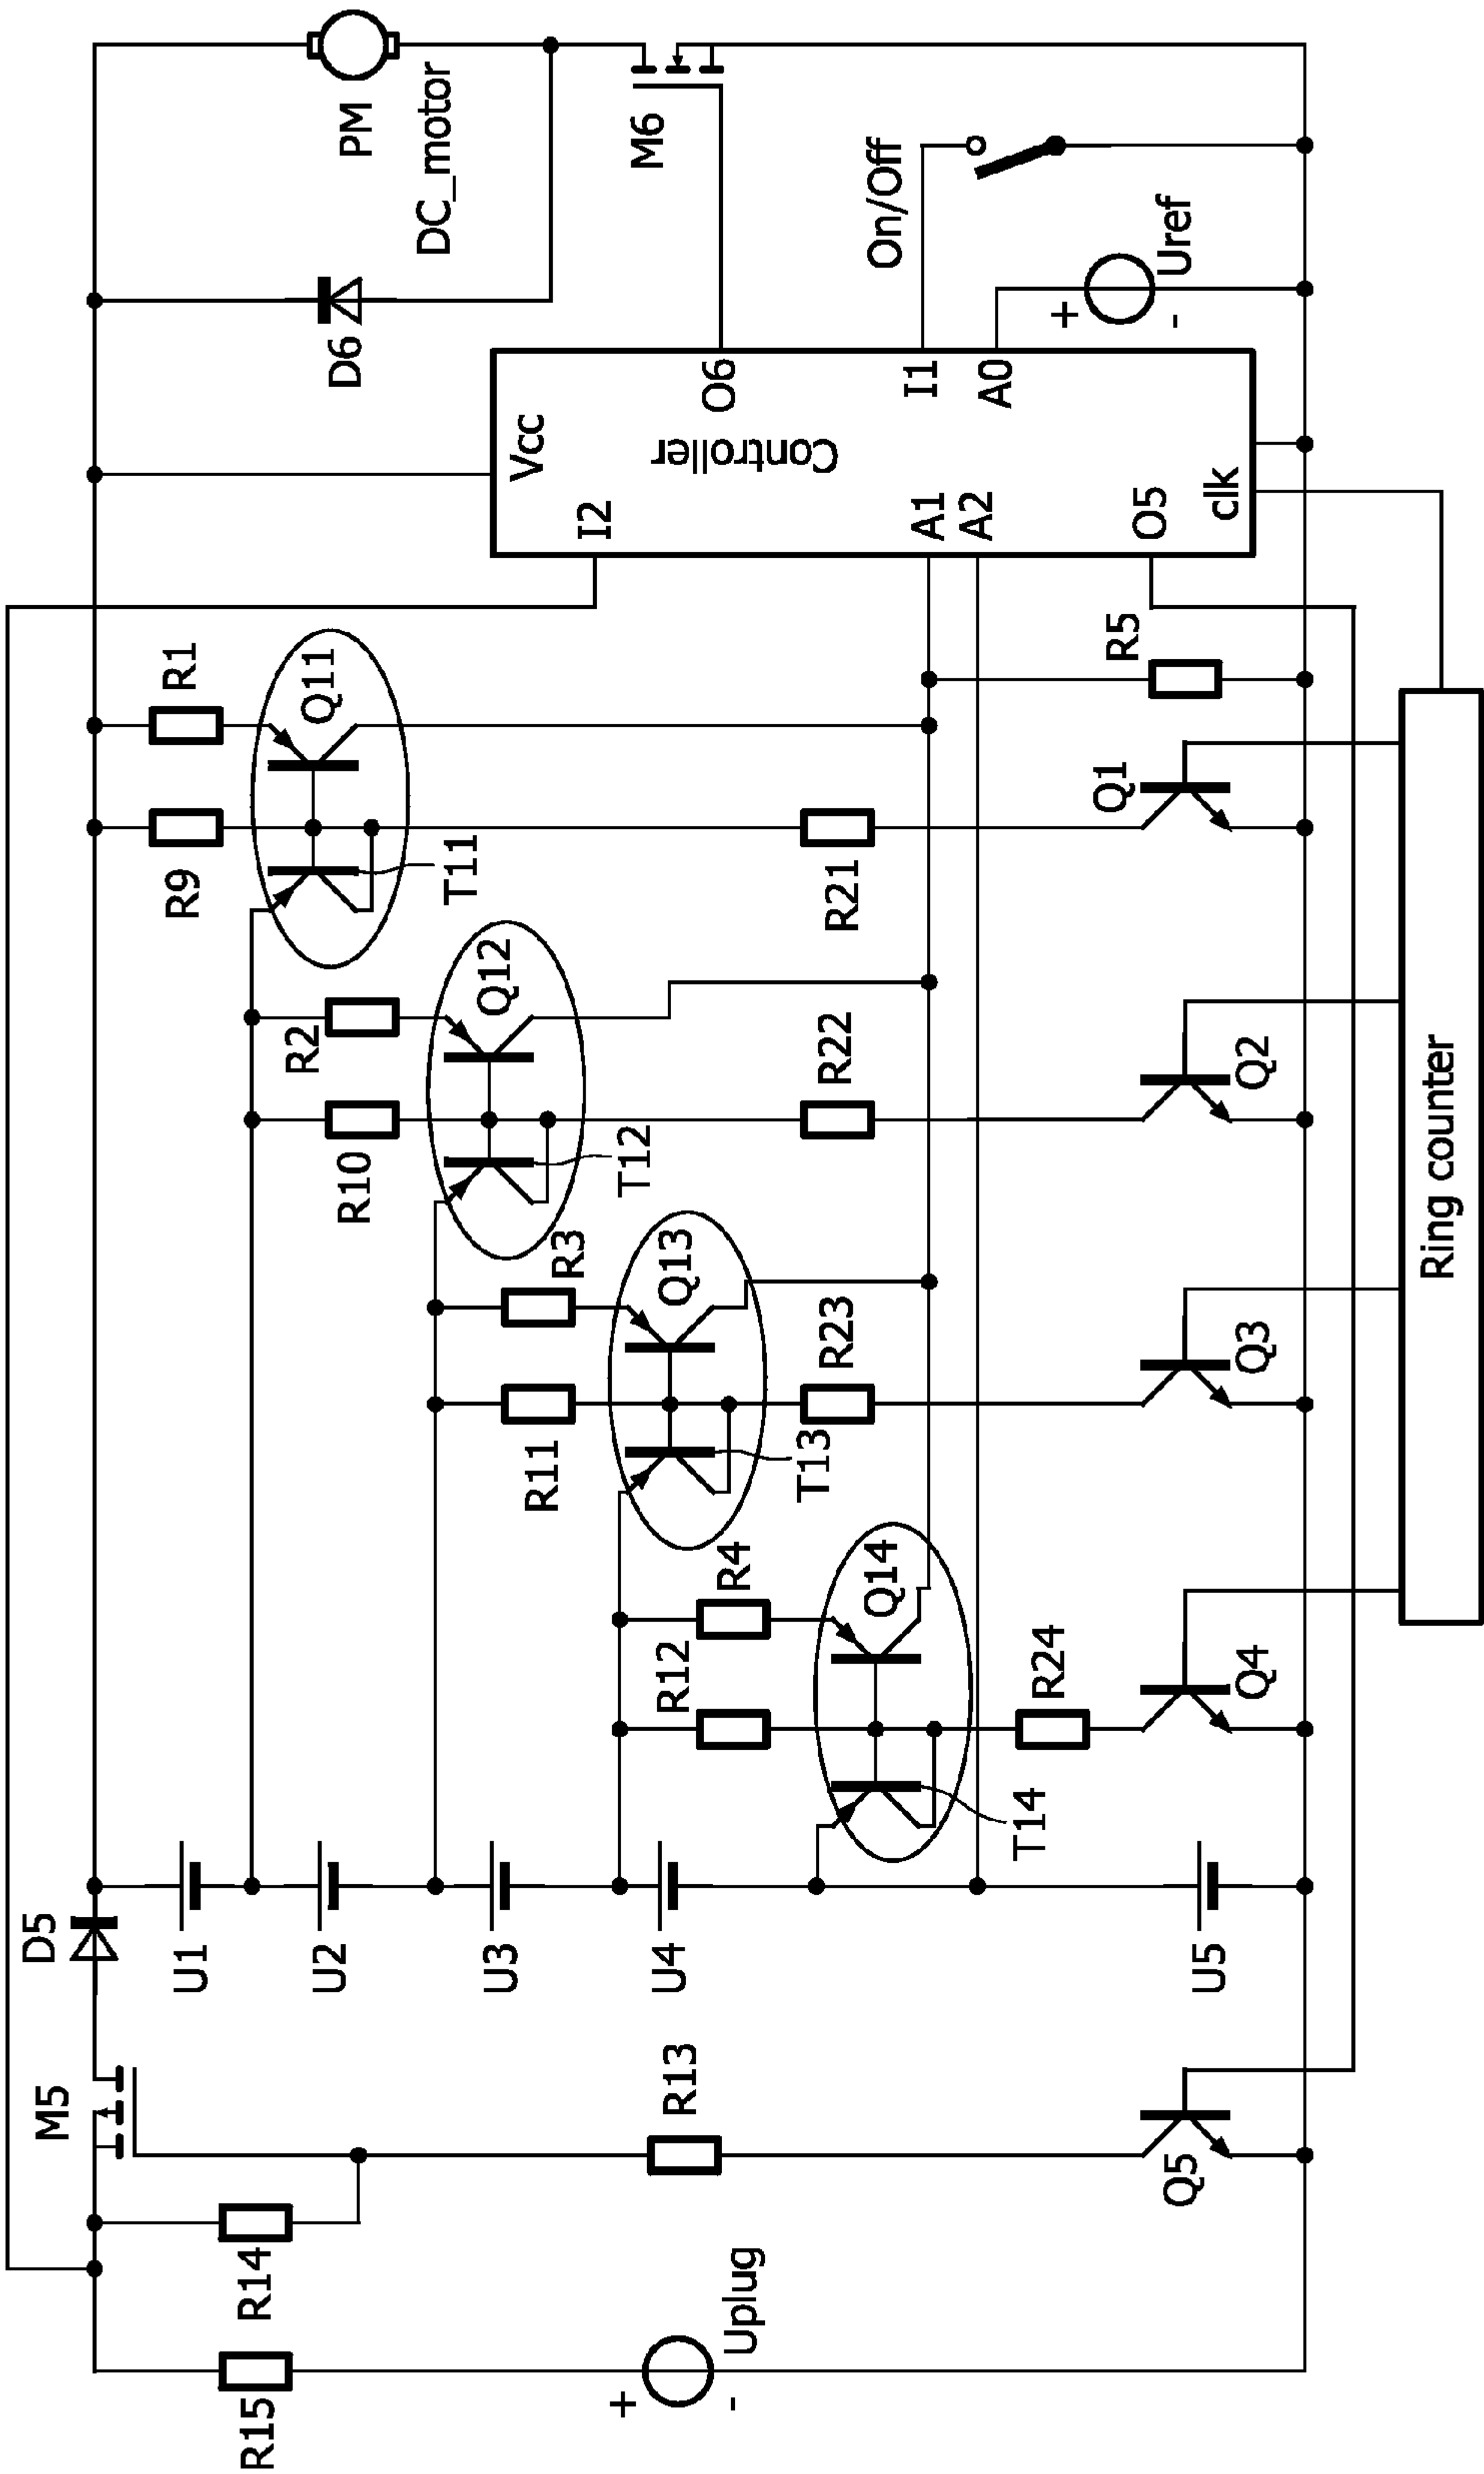 PM
DC_motor
D6
M6
On/Off
Uref
+
-
Vcc
O6
Controller
I1
A0
I2
A1
A2
O5
clk
R1
Q11
R9
T11
R5
Q1
R21
R2
Q12
R10
T12
R22
Q2
R3
Q13
R11
T13
R23
Q3
R4
Q14
R12
T14
R24
Q4
Ring counter
D5
U1
U2
U3
U4
U5
M5
R13
Q5
R14
R15
Uplug
+
-